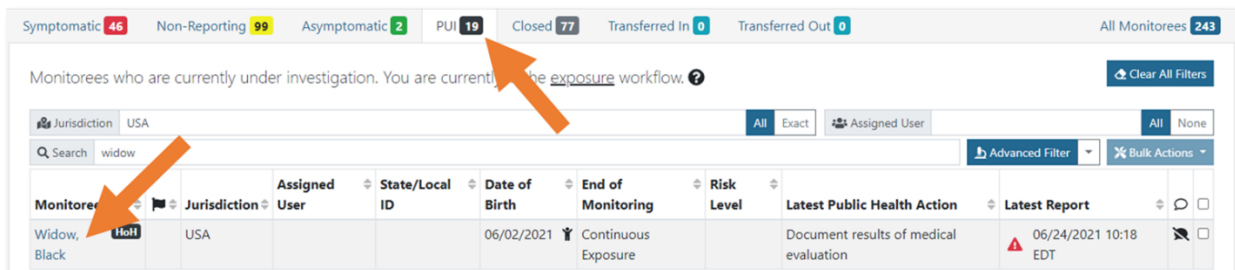 Symptomatic 46 Non-Reporting 99 Asymptomatic 2 PUI 19 Closed 77 Transferred In 0 Transferred Out 0 All Monitorees 243
Monitorees who are currently under investigation. You are currently the exposure workflow. ?
Clear All Filters
Jurisdiction USA All Exact Assigned User All None
Search widow Advanced Filter Bulk Actions
Monitoree Jurisdiction Assigned User State/Local ID Date of Birth End of Monitoring Risk Level Latest Public Health Action Latest Report
Widow, HoH USA 06/02/2021 Continuous Document results of medical 06/24/2021 10:18
Black Exposure evaluation EDT